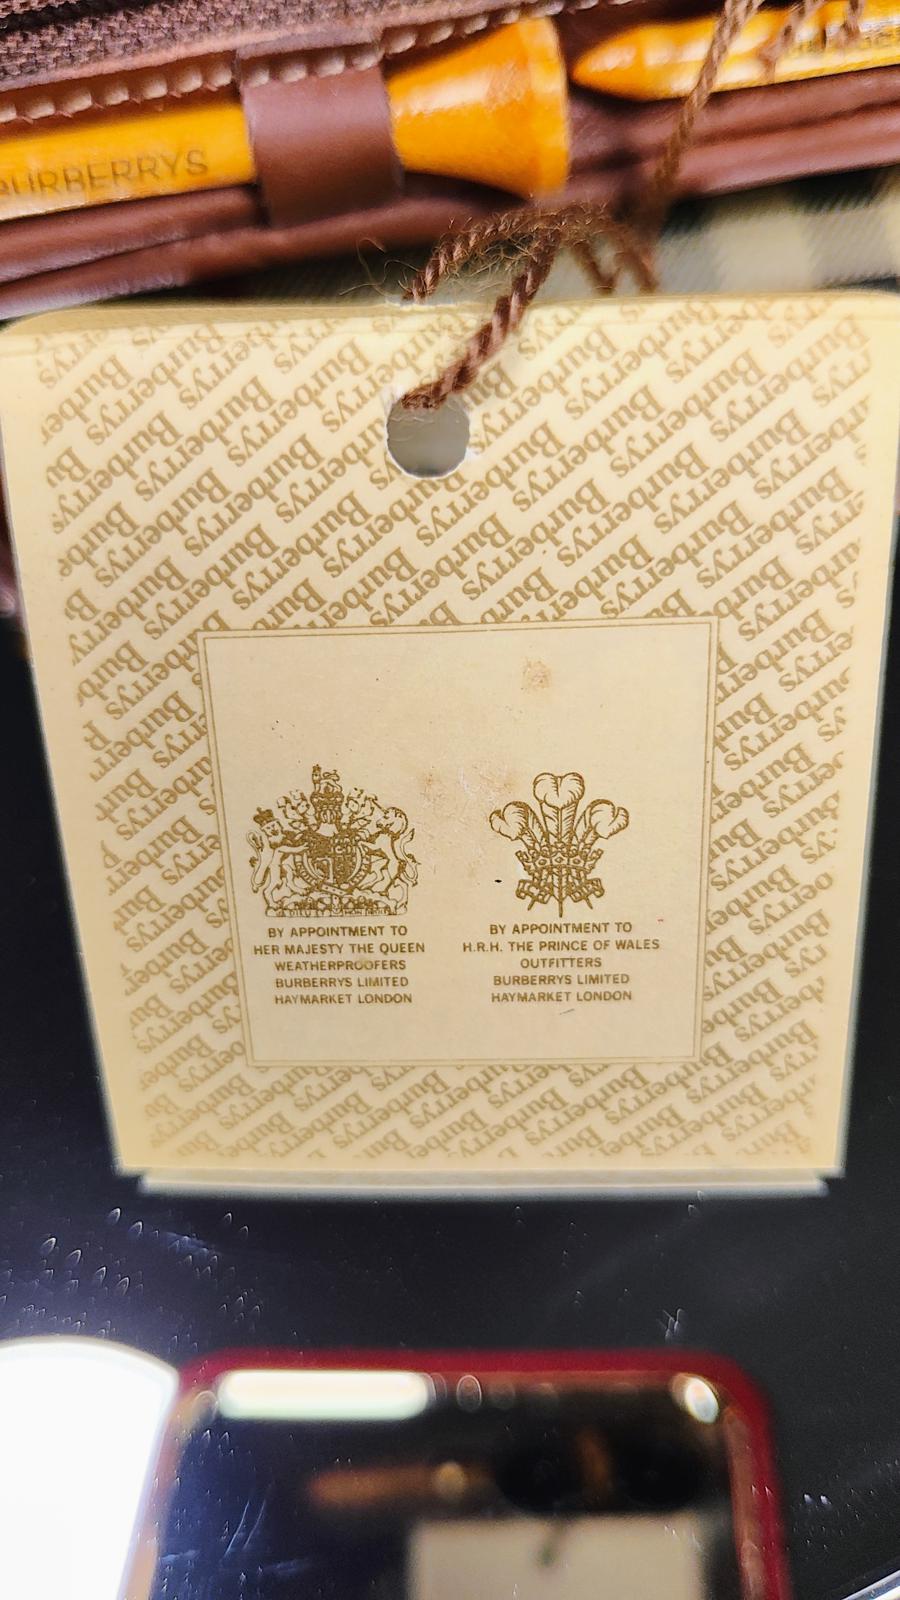 BURBERRYS
Burberrys
BY APPOINTMENT TO
HER MAJESTY THE QUEEN
WEATHERPROOFERS
BURBERRYS LIMITED
HAYMARKET LONDON
BY APPOINTMENT TO
H.R.H. THE PRINCE OF WALES
OUTFITTERS
BURBERRYS LIMITED
HAYMARKET LONDON